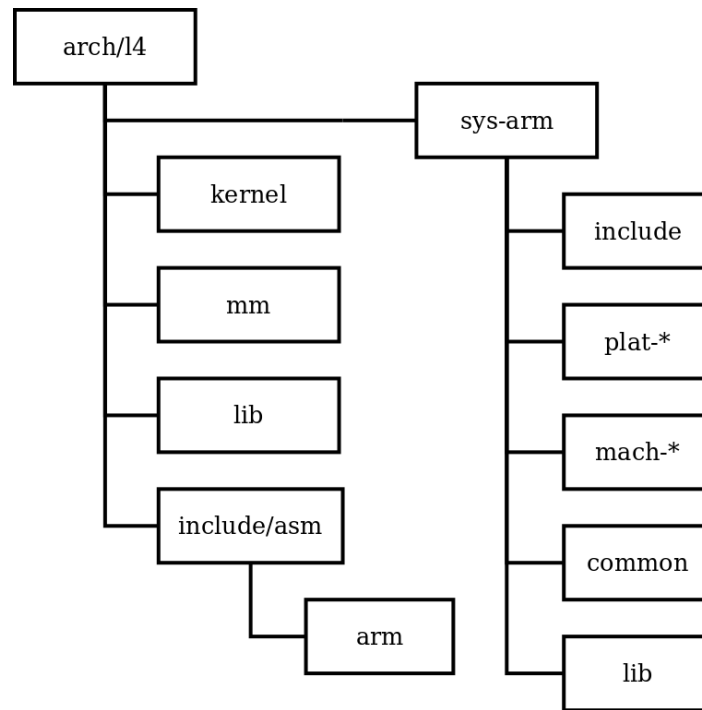 arch/l4
sys-arm
kernel
include
mm
plat-*
lib
mach-*
include/asm
common
arm
lib